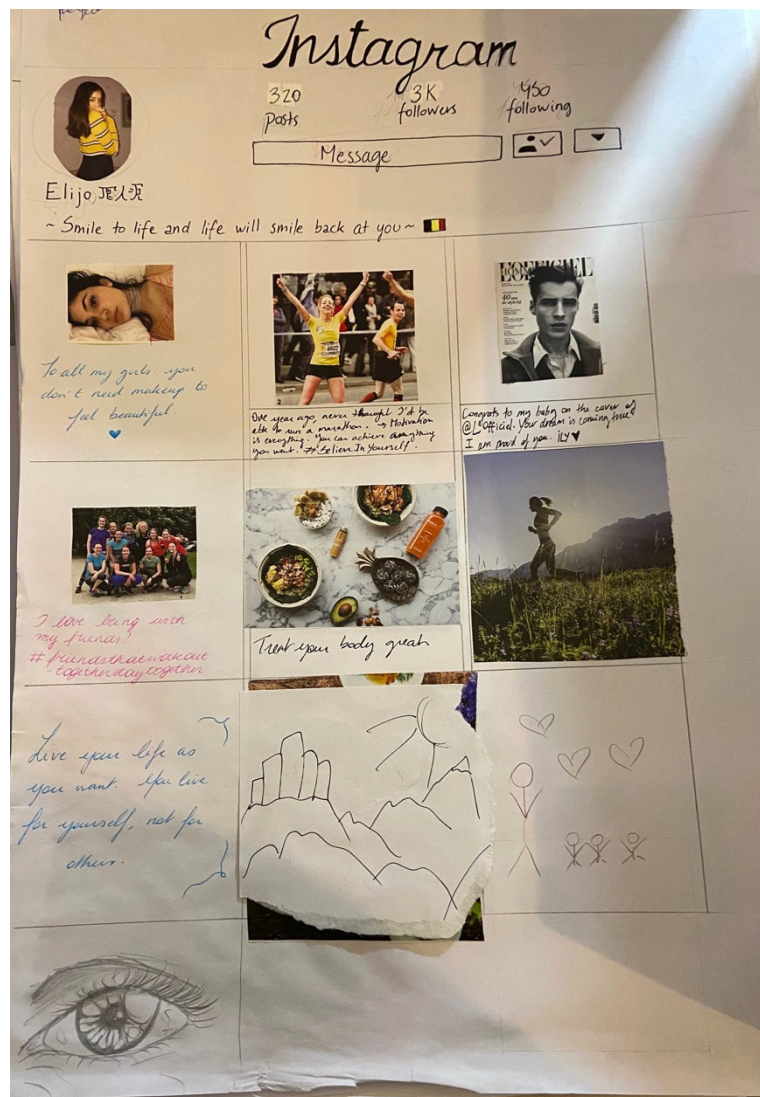 Instagram
320
posts
3K
followers
450
following
Message
Elijo
~ Smile to life and life will smile back at you ~
To all my girls: you
don't need makeup to
feel beautiful.
One year ago, never thought I'd be
able to run a marathon. → Motivation
is everything. You can achieve anything
you want. #BelieveInYourself.
L'OFFICIEL
Congrats to my baby on the cover of
@L'Officiel. Your dream is coming true!
I am proud of you. ily ♥
I love being with
my friends!
#friendsthatworkout
-togetherstaytogether
Treat your body great
Live your life as
you want. You live
for yourself, not for
others.